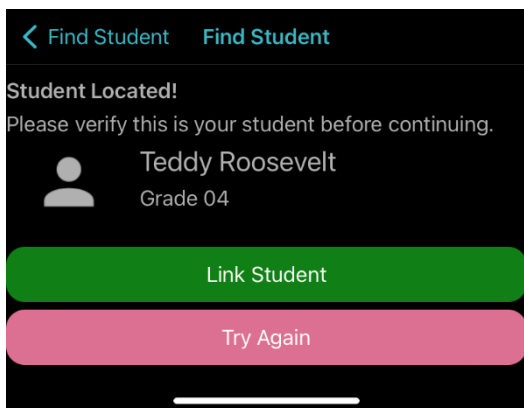 Find Student Find Student
Student Located!
Please verify this is your student before continuing.
Teddy Roosevelt
Grade 04
Link Student
Try Again